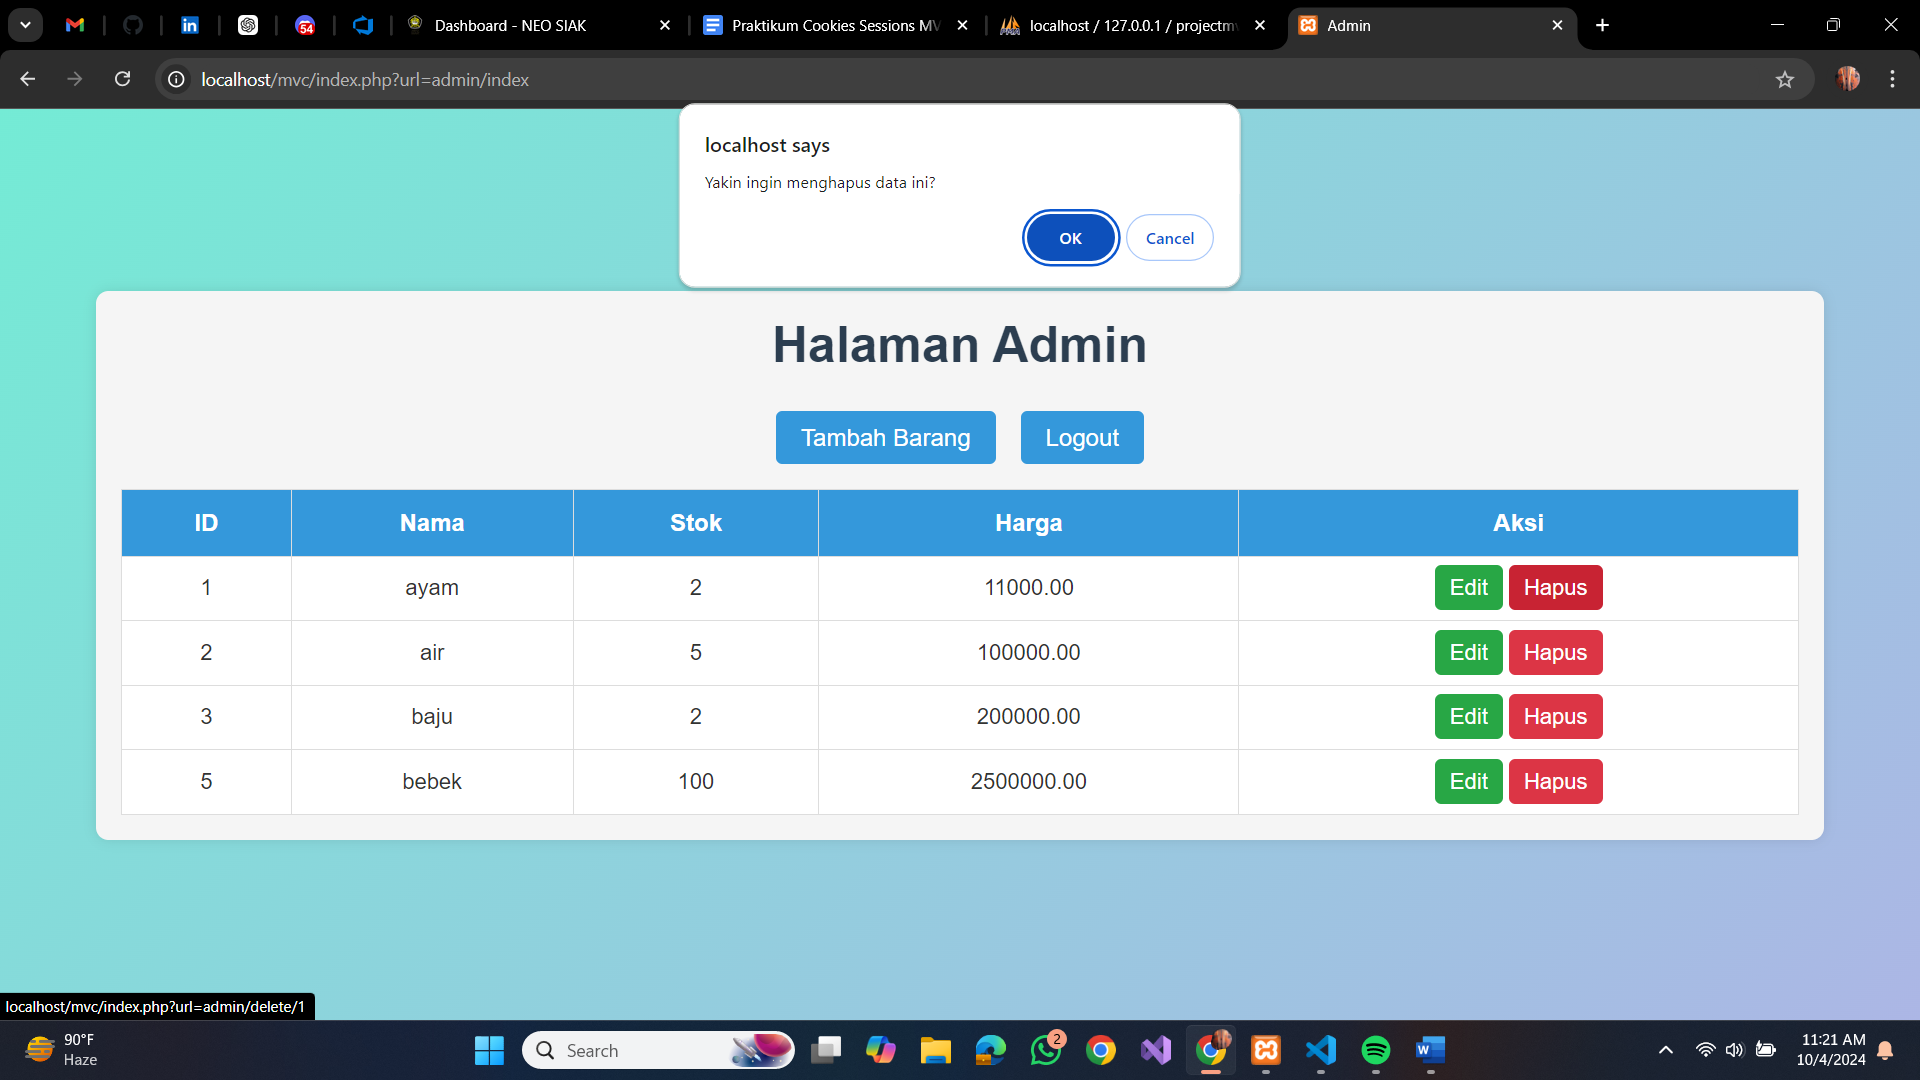 54
Dashboard - NEO SIAK
Praktikum Cookies Sessions MV
localhost / 127.0.0.1 / projectmv
Admin
localhost/mvc/index.php?url=admin/index
localhost says
Yakin ingin menghapus data ini?
OK Cancel
Halaman Admin
Tambah Barang Logout
ID Nama Stok Harga Aksi
1 ayam 2 11000.00 Edit Hapus
2 air 5 100000.00 Edit Hapus
3 baju 2 200000.00 Edit Hapus
5 bebek 100 2500000.00 Edit Hapus
localhost/mvc/index.php?url=admin/delete/1
90°F
Haze
Search
2
11:21 AM
10/4/2024